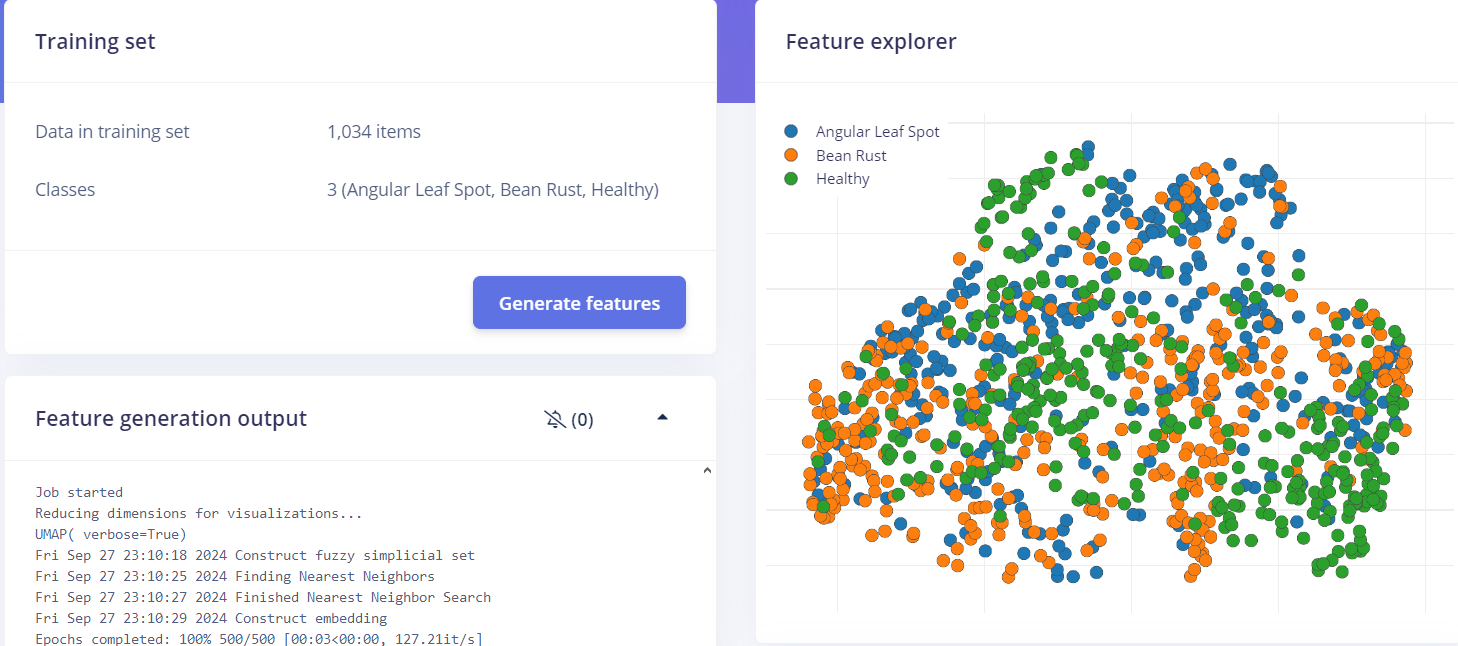 Training set
Data in training set 1,034 items
Classes 3 (Angular Leaf Spot, Bean Rust, Healthy)
Generate features
Feature generation output (0)
Job started
Reducing dimensions for visualizations...
UMAP( verbose=True)
Fri Sep 27 23:10:18 2024 Construct fuzzy simplicial set
Fri Sep 27 23:10:25 2024 Finding Nearest Neighbors
Fri Sep 27 23:10:27 2024 Finished Nearest Neighbor Search
Fri Sep 27 23:10:29 2024 Construct embedding
Epochs completed: 100% 500/500 [00:03<00:00, 127.21it/s]
Feature explorer
Angular Leaf Spot
Bean Rust
Healthy